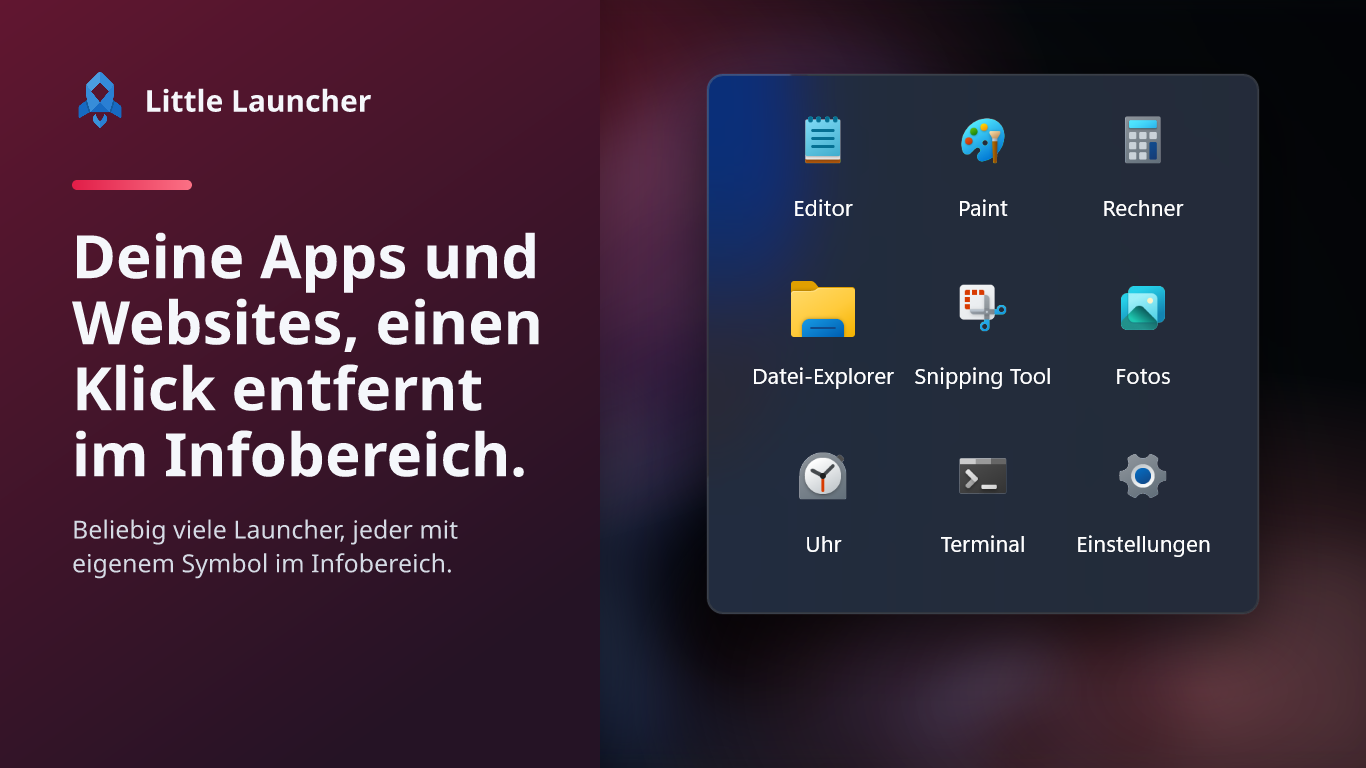 Little Launcher
Deine Apps und
Websites, einen
Klick entfernt
im Infobereich.
Beliebig viele Launcher, jeder mit
eigenem Symbol im Infobereich.
Editor
Paint
Rechner
Datei-Explorer
Snipping Tool
Fotos
Uhr
Terminal
Einstellungen